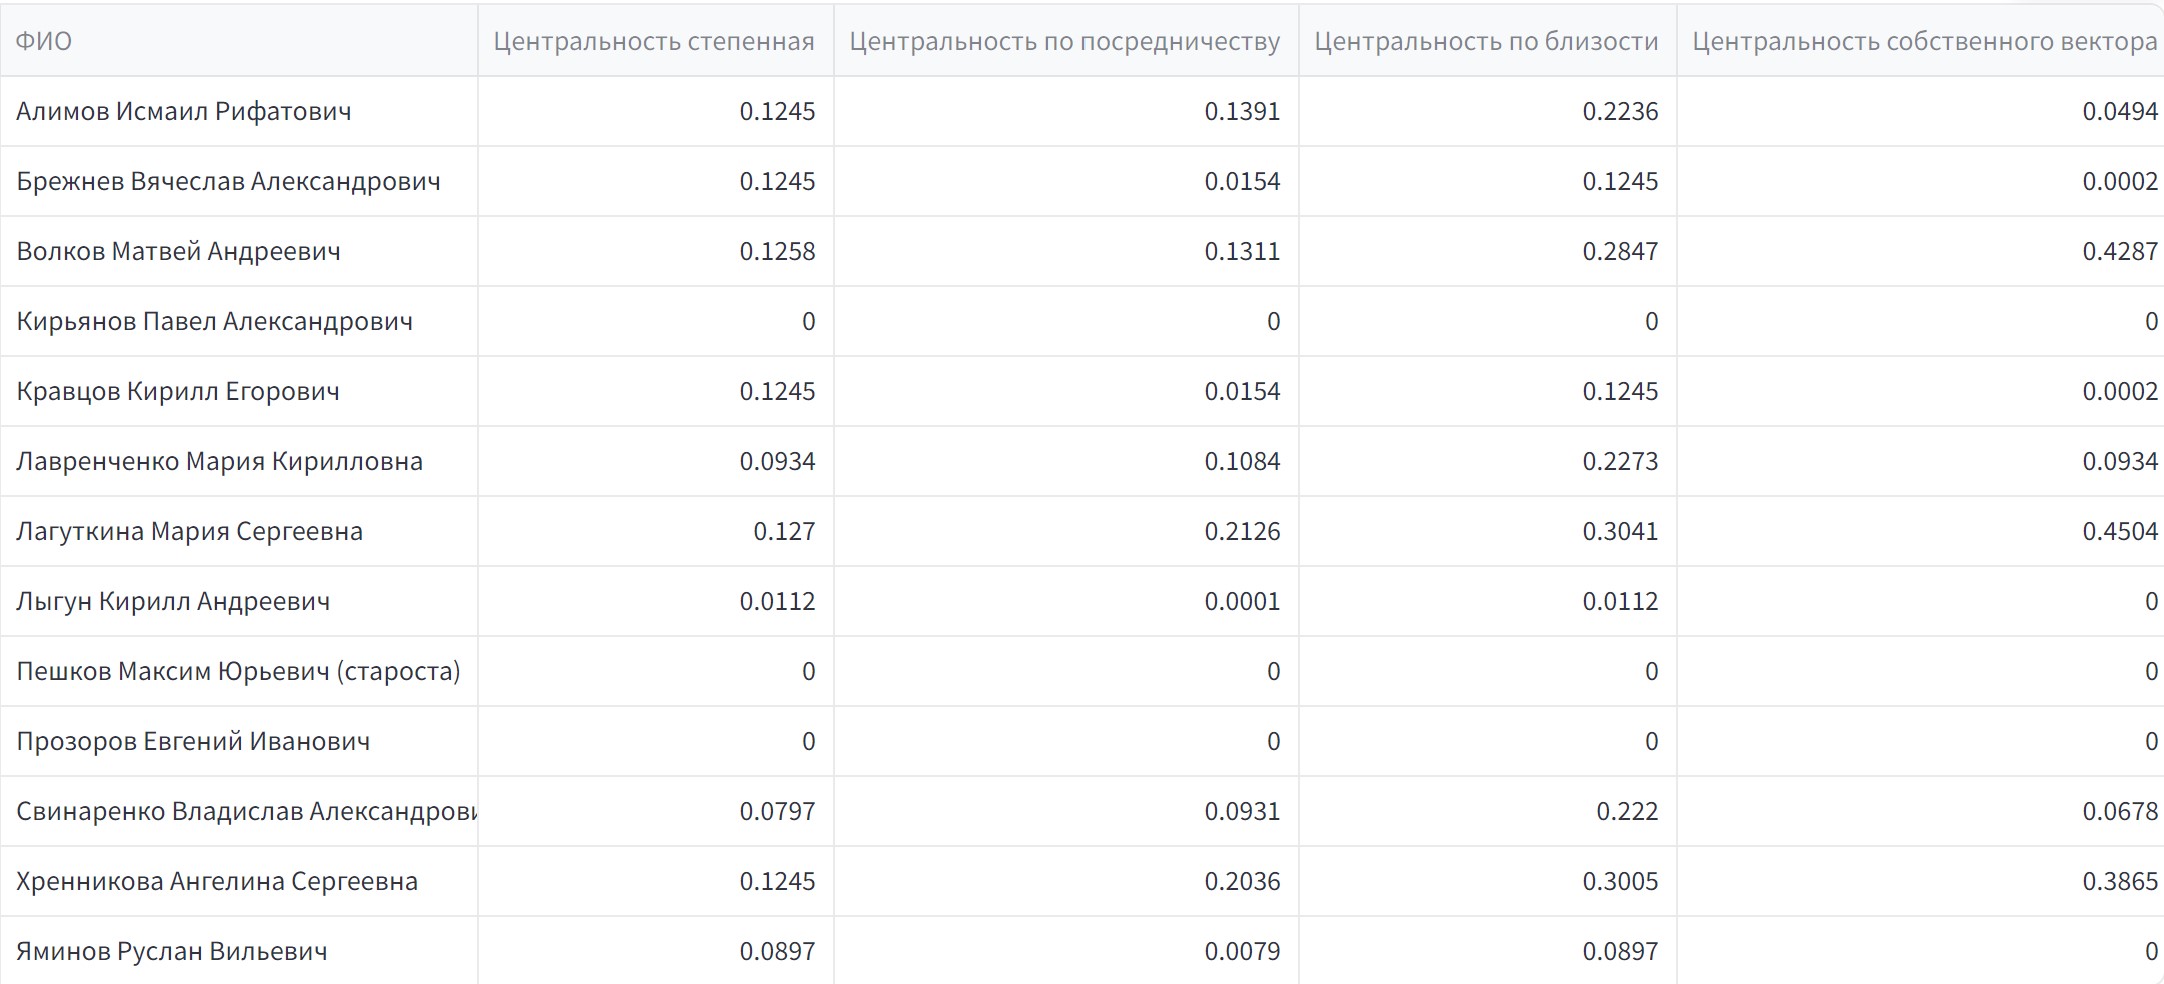 ФИО Центральность степенная Центральность по посредничеству Центральность по близости Центральность собственного вектора
Алимов Исмаил Рифатович 0.1245 0.1391 0.2236 0.0494
Брежнев Вячеслав Александрович 0.1245 0.0154 0.1245 0.0002
Волков Матвей Андреевич 0.1258 0.1311 0.2847 0.4287
Кирьянов Павел Александрович 0 0 0 0
Кравцов Кирилл Егорович 0.1245 0.0154 0.1245 0.0002
Лавренченко Мария Кирилловна 0.0934 0.1084 0.2273 0.0934
Лагуткина Мария Сергеевна 0.127 0.2126 0.3041 0.4504
Лыгун Кирилл Андреевич 0.0112 0.0001 0.0112 0
Пешков Максим Юрьевич (староста) 0 0 0 0
Прозоров Евгений Иванович 0 0 0 0
Свинаренко Владислав Александрови 0.0797 0.0931 0.222 0.0678
Хренникова Ангелина Сергеевна 0.1245 0.2036 0.3005 0.3865
Яминов Руслан Вильевич 0.0897 0.0079 0.0897 0